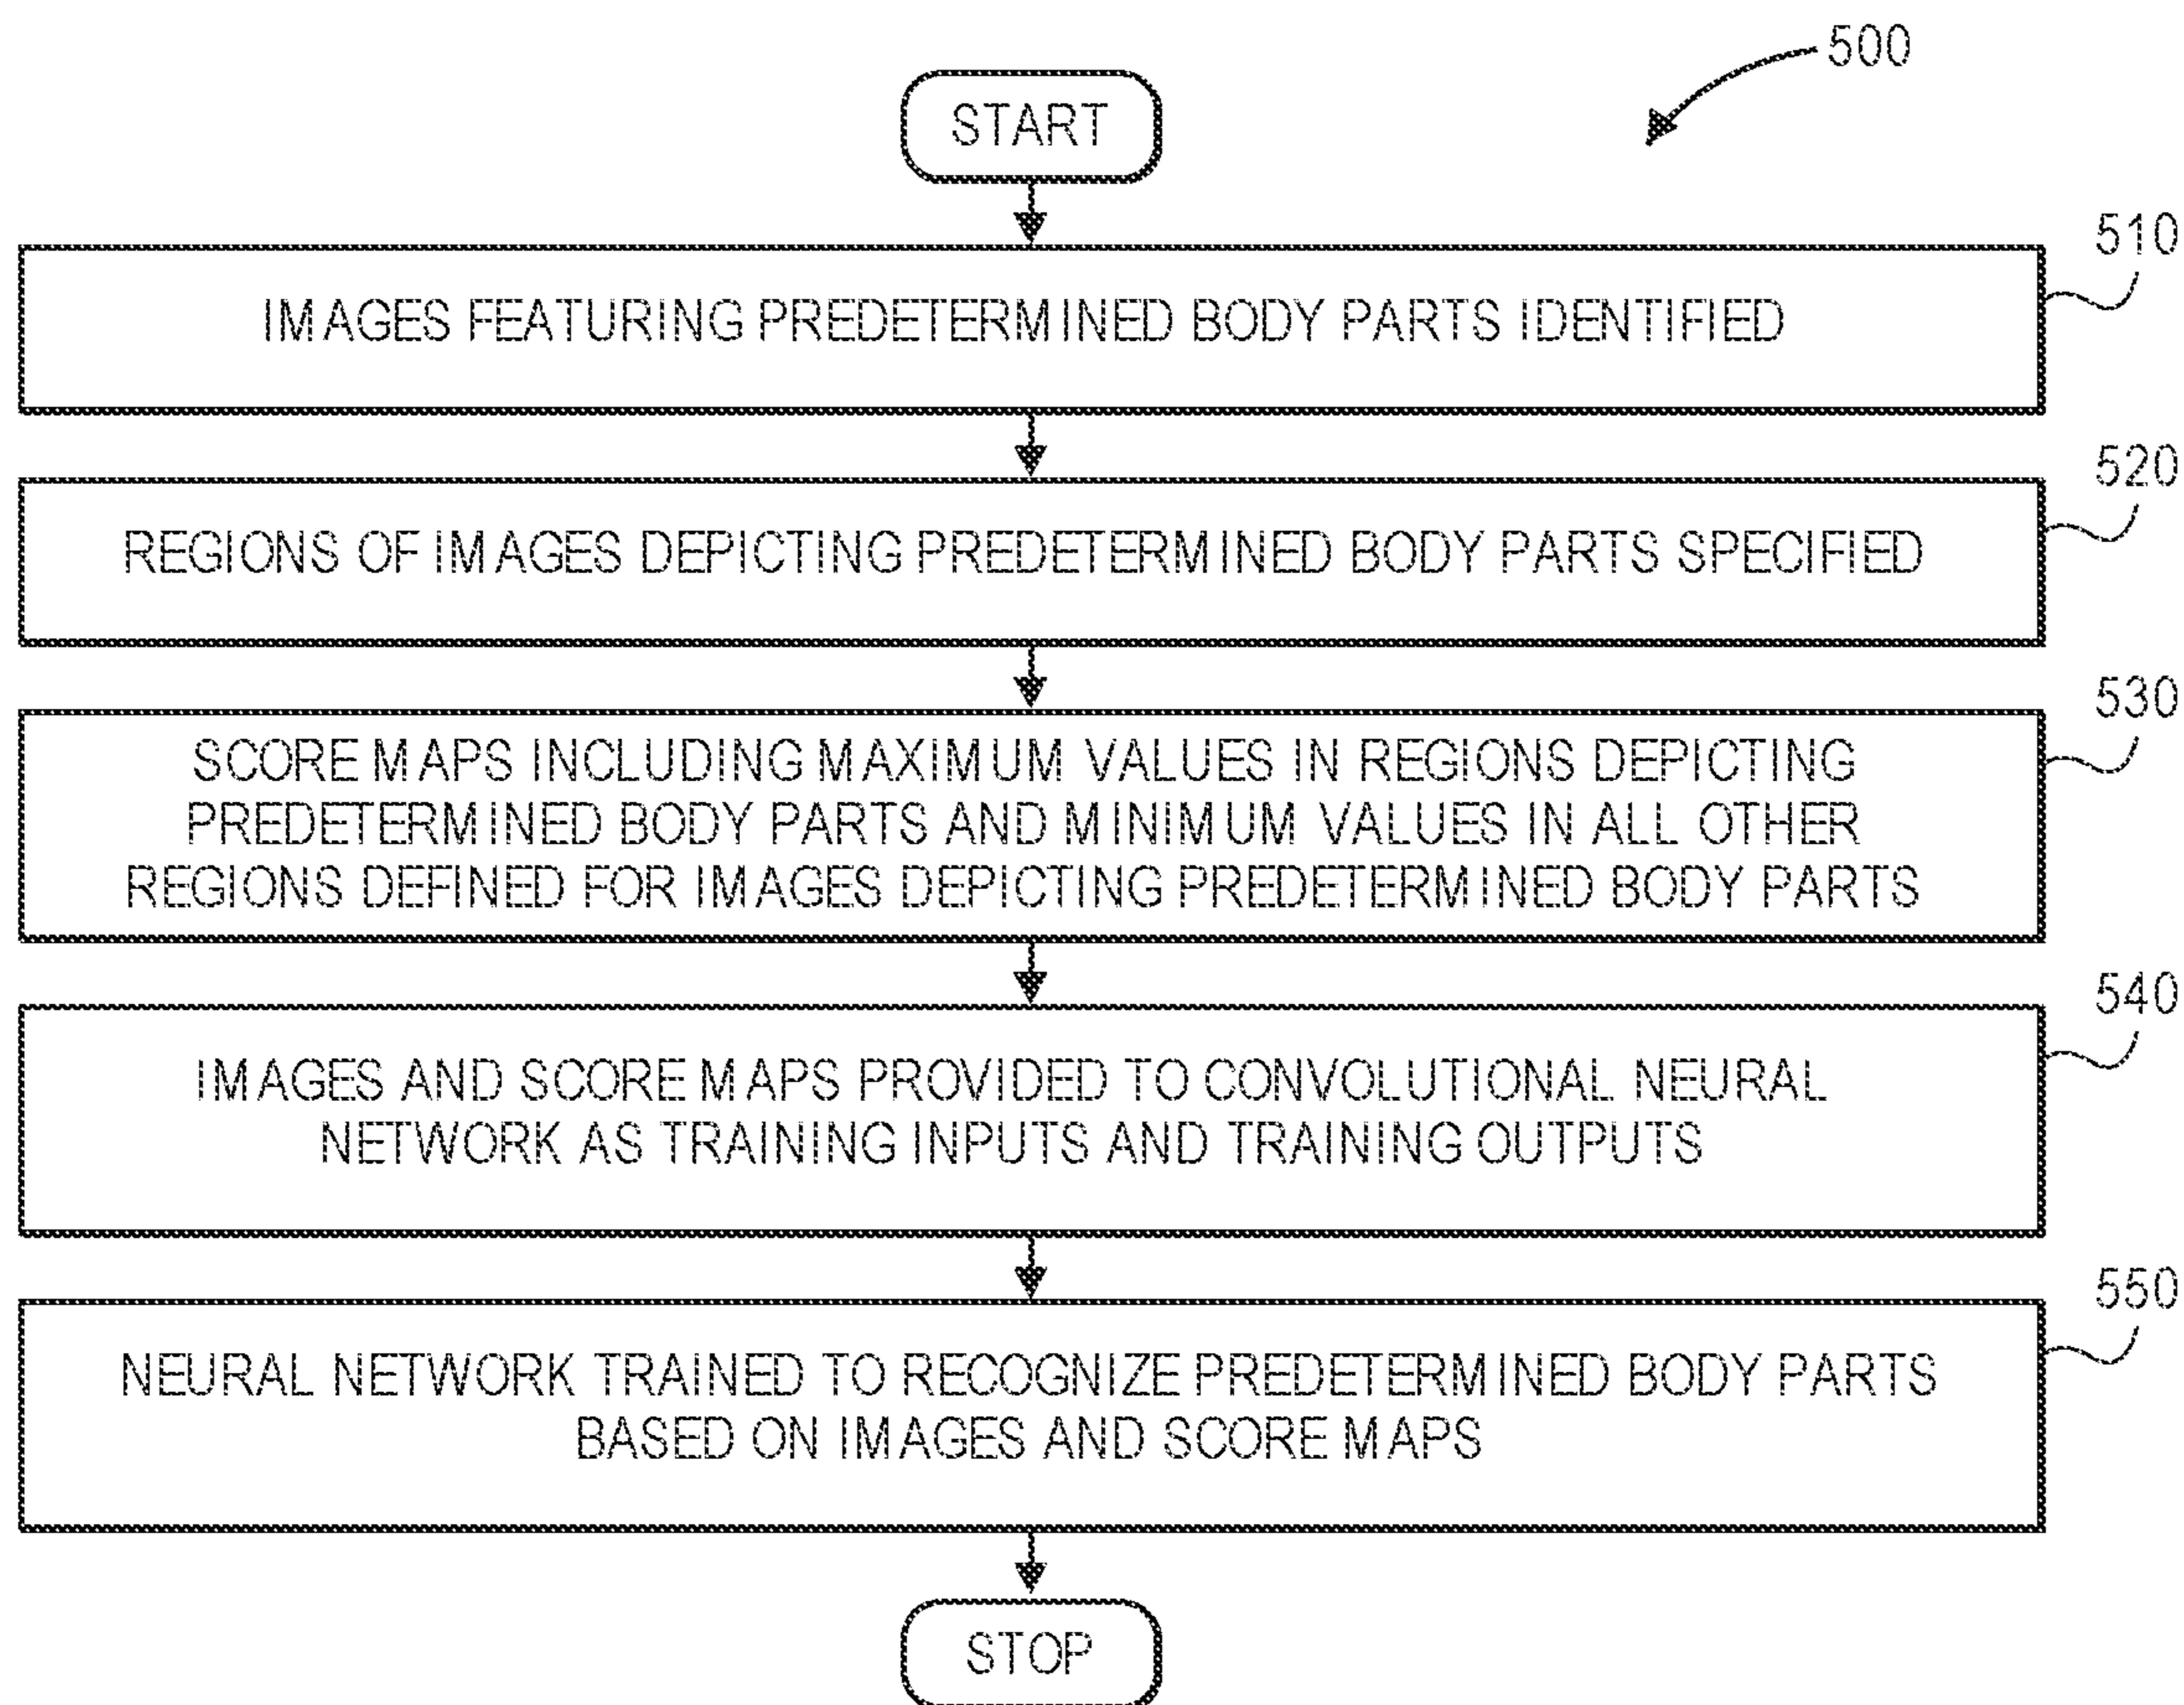 500
START
510
IMAGES FEATURING PREDETERMINED BODY PARTS IDENTIFIED
520
REGIONS OF IMAGES DEPICTING PREDETERMINED BODY PARTS SPECIFIED
530
SCORE MAPS INCLUDING MAXIMUM VALUES IN REGIONS DEPICTING
PREDETERMINED BODY PARTS AND MINIMUM VALUES IN ALL OTHER
REGIONS DEFINED FOR IMAGES DEPICTING PREDETERMINED BODY PARTS
540
IMAGES AND SCORE MAPS PROVIDED TO CONVOLUTIONAL NEURAL
NETWORK AS TRAINING INPUTS AND TRAINING OUTPUTS
550
NEURAL NETWORK TRAINED TO RECOGNIZE PREDETERMINED BODY PARTS
BASED ON IMAGES AND SCORE MAPS
STOP